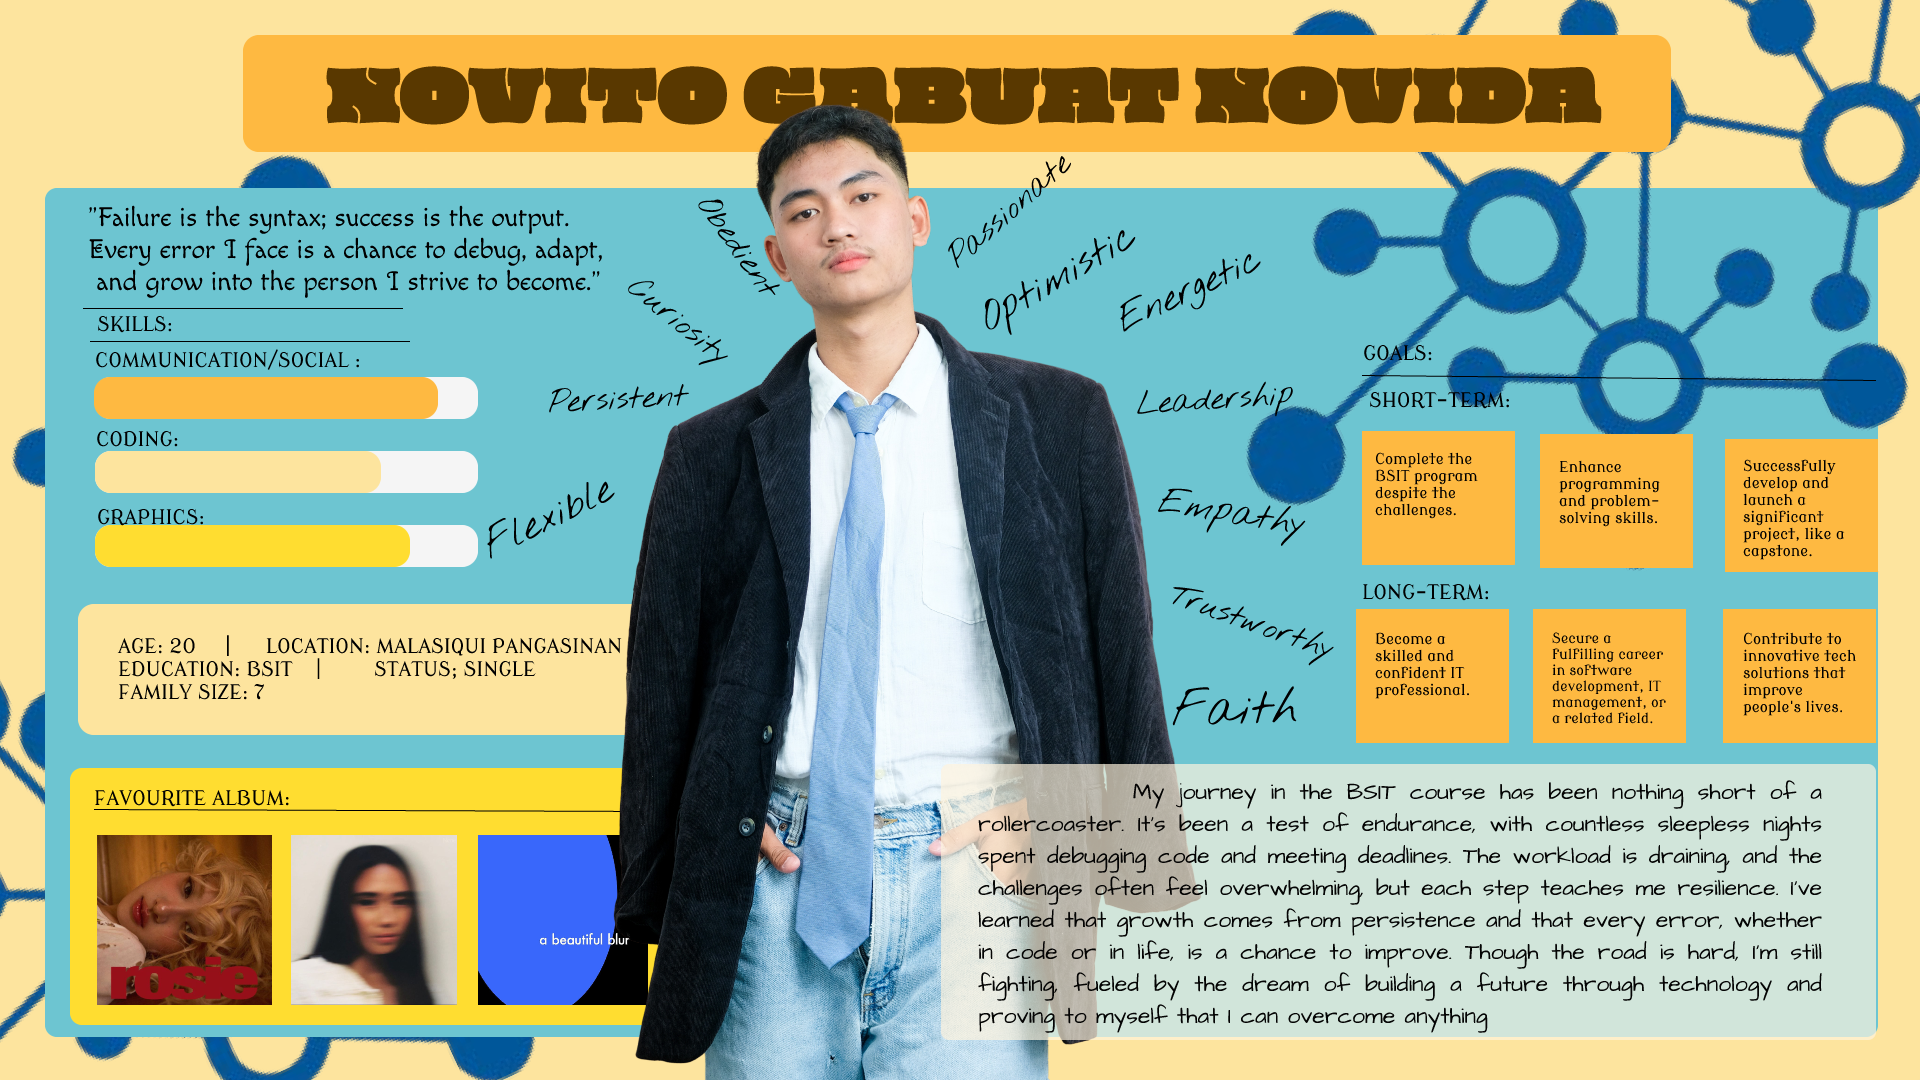 NOVITO GABUAT NOVIDA
"Failure is the syntax; success is the output.
Every error I face is a chance to debug, adapt,
and grow into the person I strive to become."
SKILLS:
COMMUNICATION/SOCIAL :
CODING:
GRAPHICS:
Obedient
Curiosity
Persistent
Flexible
Passionate
Optimistic
Energetic
Leadership
Empathy
Trustworthy
Faith
AGE: 20 | LOCATION: MALASIQUI PANGASINAN
EDUCATION: BSIT | STATUS; SINGLE
FAMILY SIZE: 7
FAVOURITE ALBUM:
rosie
a beautiful blur
GOALS:
SHORT-TERM:
Complete the
BSIT program
despite the
challenges.
Enhance
programming
and problem-
solving skills.
Successfully
develop and
launch a
significant
project, like a
capstone.
LONG-TERM:
Become a
skilled and
confident IT
professional.
Secure a
fulfilling career
in software
development, IT
management, or
a related field.
Contribute to
innovative tech
solutions that
improve
people's lives.
My journey in the BSIT course has been nothing short of a
rollercoaster. It's been a test of endurance, with countless sleepless nights
spent debugging code and meeting deadlines. The workload is draining, and the
challenges often feel overwhelming, but each step teaches me resilience. I've
learned that growth comes from persistence and that every error, whether
in code or in life, is a chance to improve. Though the road is hard, I'm still
fighting, fueled by the dream of building a future through technology and
proving to myself that I can overcome anything